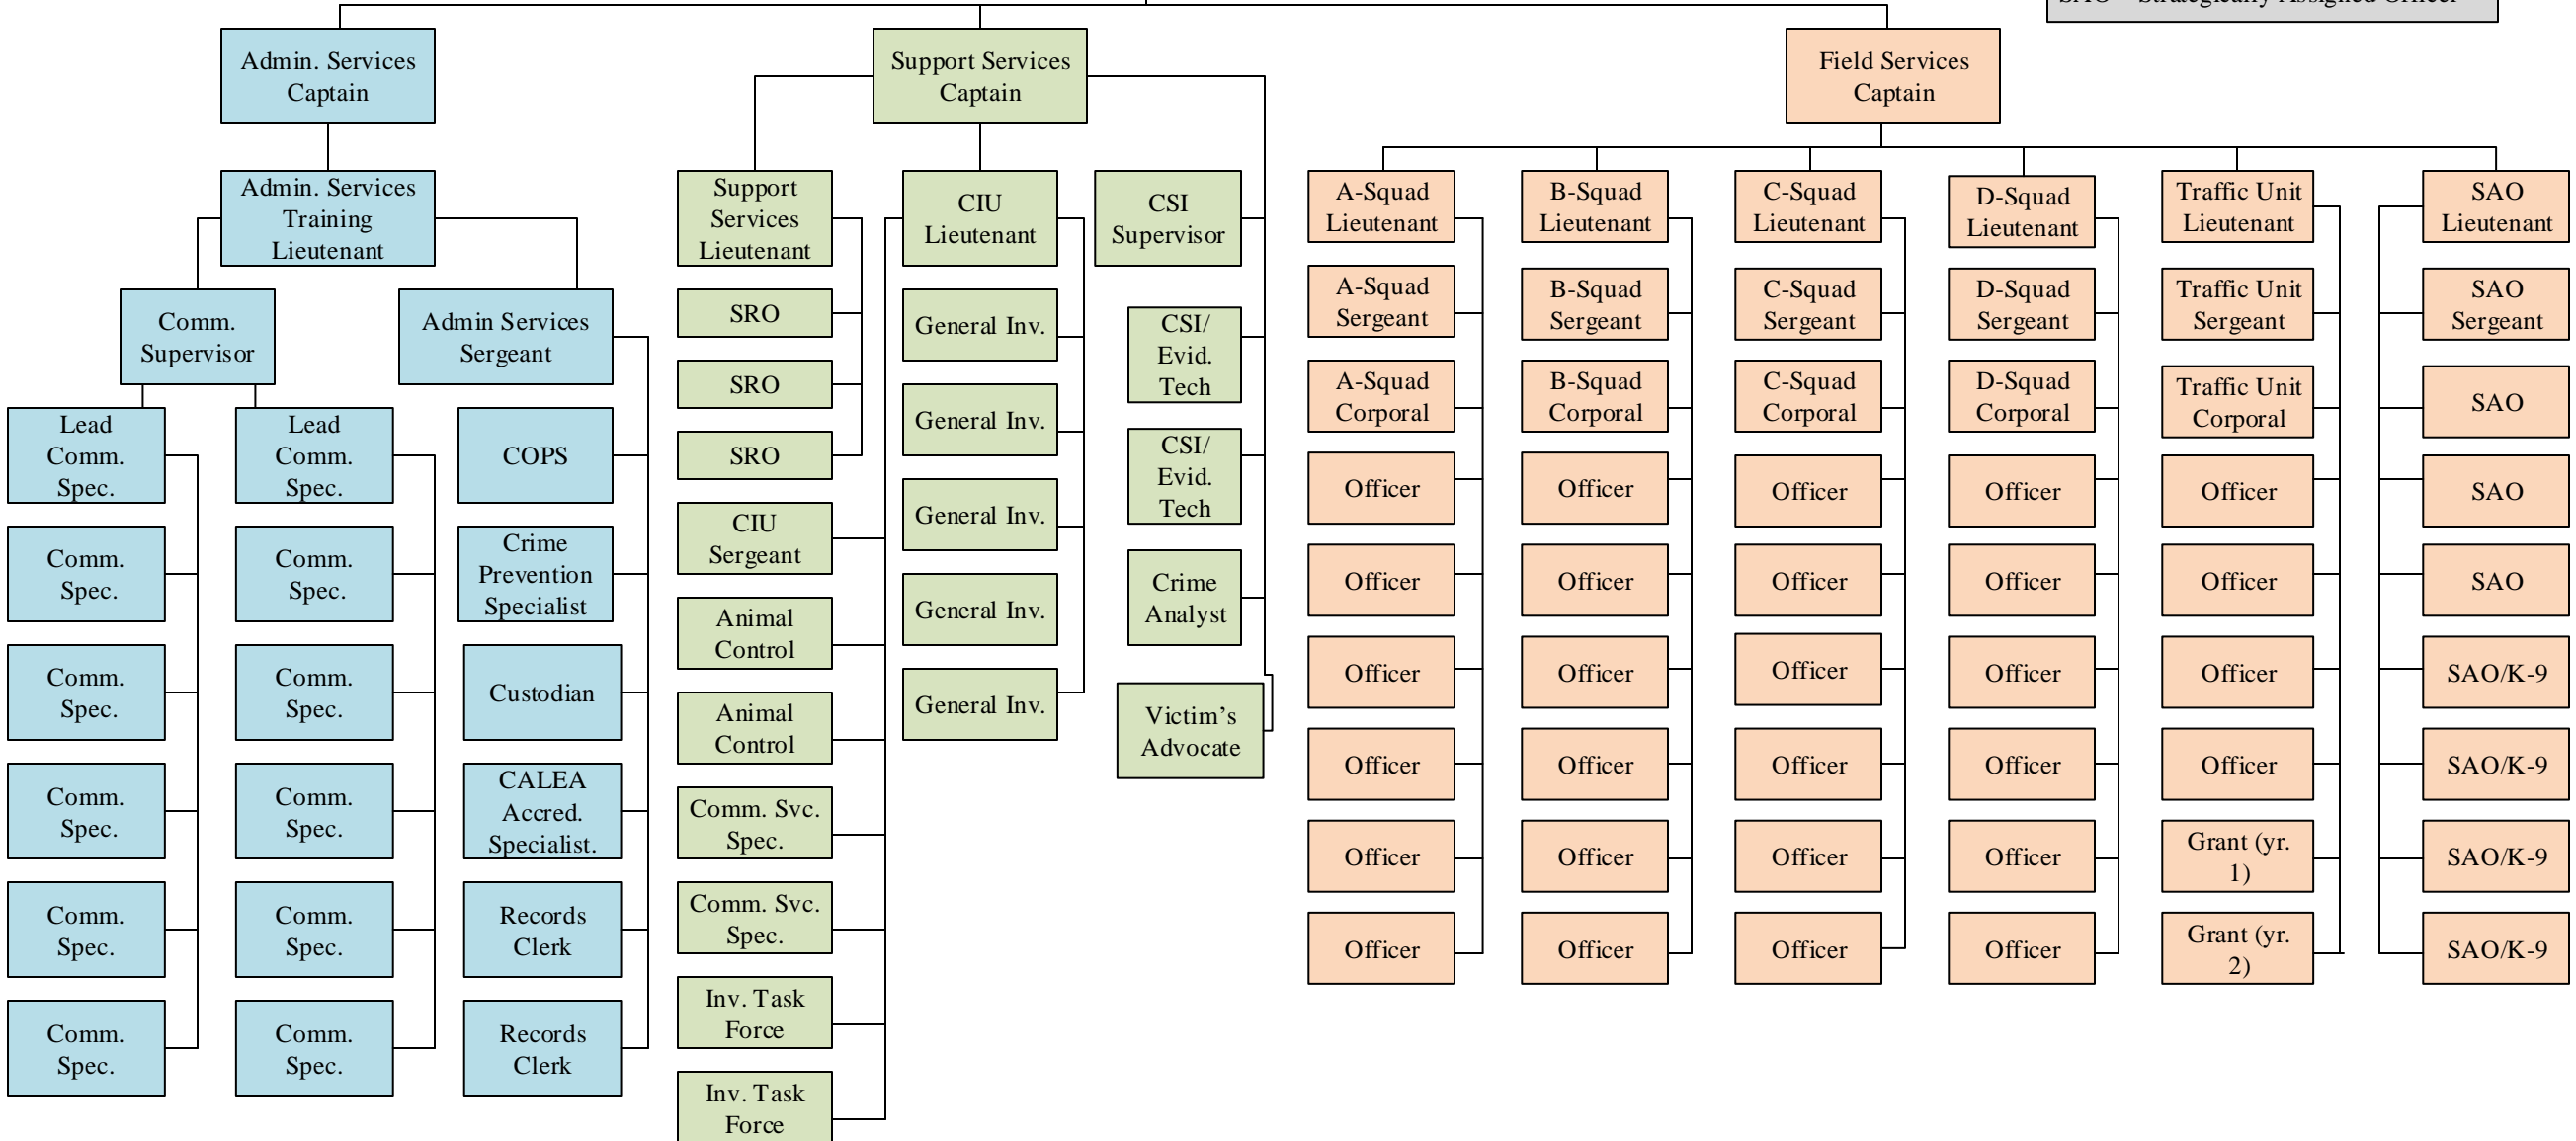 SAO – Strategically Assigned Officer
Admin. Services
Captain
Support Services
Captain
Field Services
Captain
Admin. Services
Training
Lieutenant
Comm.
Supervisor
Admin Services
Sergeant
Lead
Comm.
Spec.
Comm.
Spec.
Comm.
Spec.
Comm.
Spec.
Comm.
Spec.
Comm.
Spec.
Lead
Comm.
Spec.
Comm.
Spec.
Comm.
Spec.
Comm.
Spec.
Comm.
Spec.
Comm.
Spec.
COPS
Crime
Prevention
Specialist
Custodian
CALEA
Accred.
Specialist.
Records
Clerk
Records
Clerk
Support
Services
Lieutenant
SRO
SRO
SRO
CIU
Sergeant
Animal
Control
Animal
Control
Comm. Svc.
Spec.
Comm. Svc.
Spec.
Inv. Task
Force
Inv. Task
Force
CIU
Lieutenant
General Inv.
General Inv.
General Inv.
General Inv.
General Inv.
CSI
Supervisor
CSI/
Evid.
Tech
CSI/
Evid.
Tech
Crime
Analyst
Victim’s
Advocate
A-Squad
Lieutenant
A-Squad
Sergeant
A-Squad
Corporal
Officer
Officer
Officer
Officer
Officer
Officer
B-Squad
Lieutenant
B-Squad
Sergeant
B-Squad
Corporal
Officer
Officer
Officer
Officer
Officer
Officer
C-Squad
Lieutenant
C-Squad
Sergeant
C-Squad
Corporal
Officer
Officer
Officer
Officer
Officer
Officer
D-Squad
Lieutenant
D-Squad
Sergeant
D-Squad
Corporal
Officer
Officer
Officer
Officer
Officer
Officer
Traffic Unit
Lieutenant
Traffic Unit
Sergeant
Traffic Unit
Corporal
Officer
Officer
Officer
Officer
Grant (yr.
1)
Grant (yr.
2)
SAO
Lieutenant
SAO
Sergeant
SAO
SAO
SAO
SAO/K-9
SAO/K-9
SAO/K-9
SAO/K-9